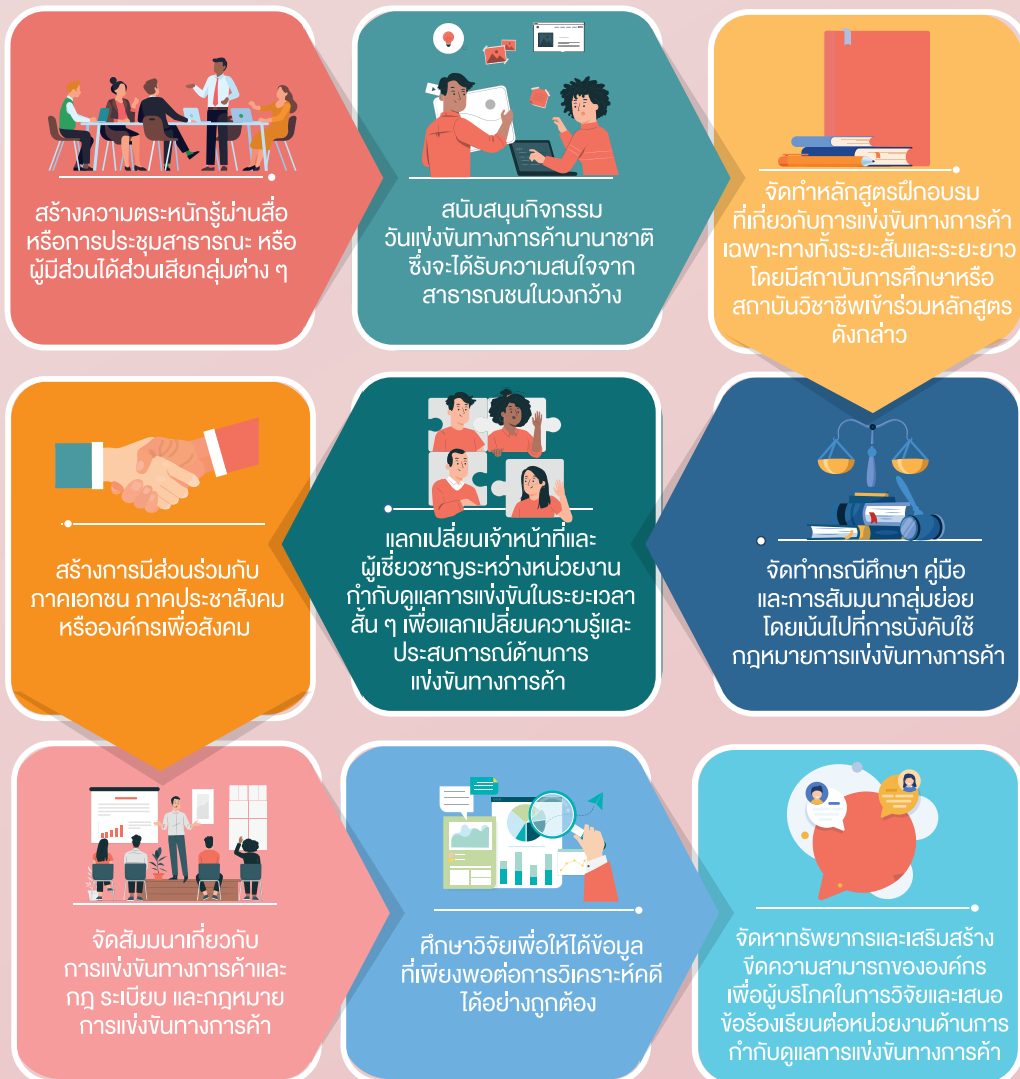 สร้างความตระหนักรู้ผ่านสื่อ
หรือการประชุมสาธารณะ หรือ
ผู้มีส่วนได้ส่วนเสียกลุ่มต่าง ๆ
สนับสนุนกิจกรรม
วันแข่งขันทางการค้านานาชาติ
ซึ่งจะได้รับความสนใจจาก
สาธารณชนในวงกว้าง
จัดทำหลักสูตรฝึกอบรม
ที่เกี่ยวกับการแข่งขันทางการค้า
เฉพาะทางทั้งระยะสั้นและระยะยาว
โดยมีสถาบันการศึกษาหรือ
สถาบันวิชาชีพเข้าร่วมหลักสูตร
ดังกล่าว
จัดทำกรณีศึกษา คู่มือ
และการสัมมนากลุ่มย่อย
โดยเน้นไปที่การบังคับใช้
กฎหมายการแข่งขันทางการค้า
แลกเปลี่ยนเจ้าหน้าที่และ
ผู้เชี่ยวชาญระหว่างหน่วยงาน
กำกับดูแลการแข่งขันในระยะเวลา
สั้น ๆ เพื่อแลกเปลี่ยนความรู้และ
ประสบการณ์ด้านการ
แข่งขันทางการค้า
สร้างการมีส่วนร่วมกับ
ภาคเอกชน ภาคประชาสังคม
หรือองค์กรเพื่อสังคม
จัดสัมมนาเกี่ยวกับ
การแข่งขันทางการค้าและ
กฎ ระเบียบ และกฎหมาย
การแข่งขันทางการค้า
ศึกษาวิจัยเพื่อให้ได้ข้อมูล
ที่เพียงพอต่อการวิเคราะห์คดี
ได้อย่างถูกต้อง
จัดหาทรัพยากรและเสริมสร้าง
ขีดความสามารถขององค์กร
เพื่อผู้บริโภคในการวิจัยและเสนอ
ข้อร้องเรียนต่อหน่วยงานด้านการ
กำกับดูแลการแข่งขันทางการค้า